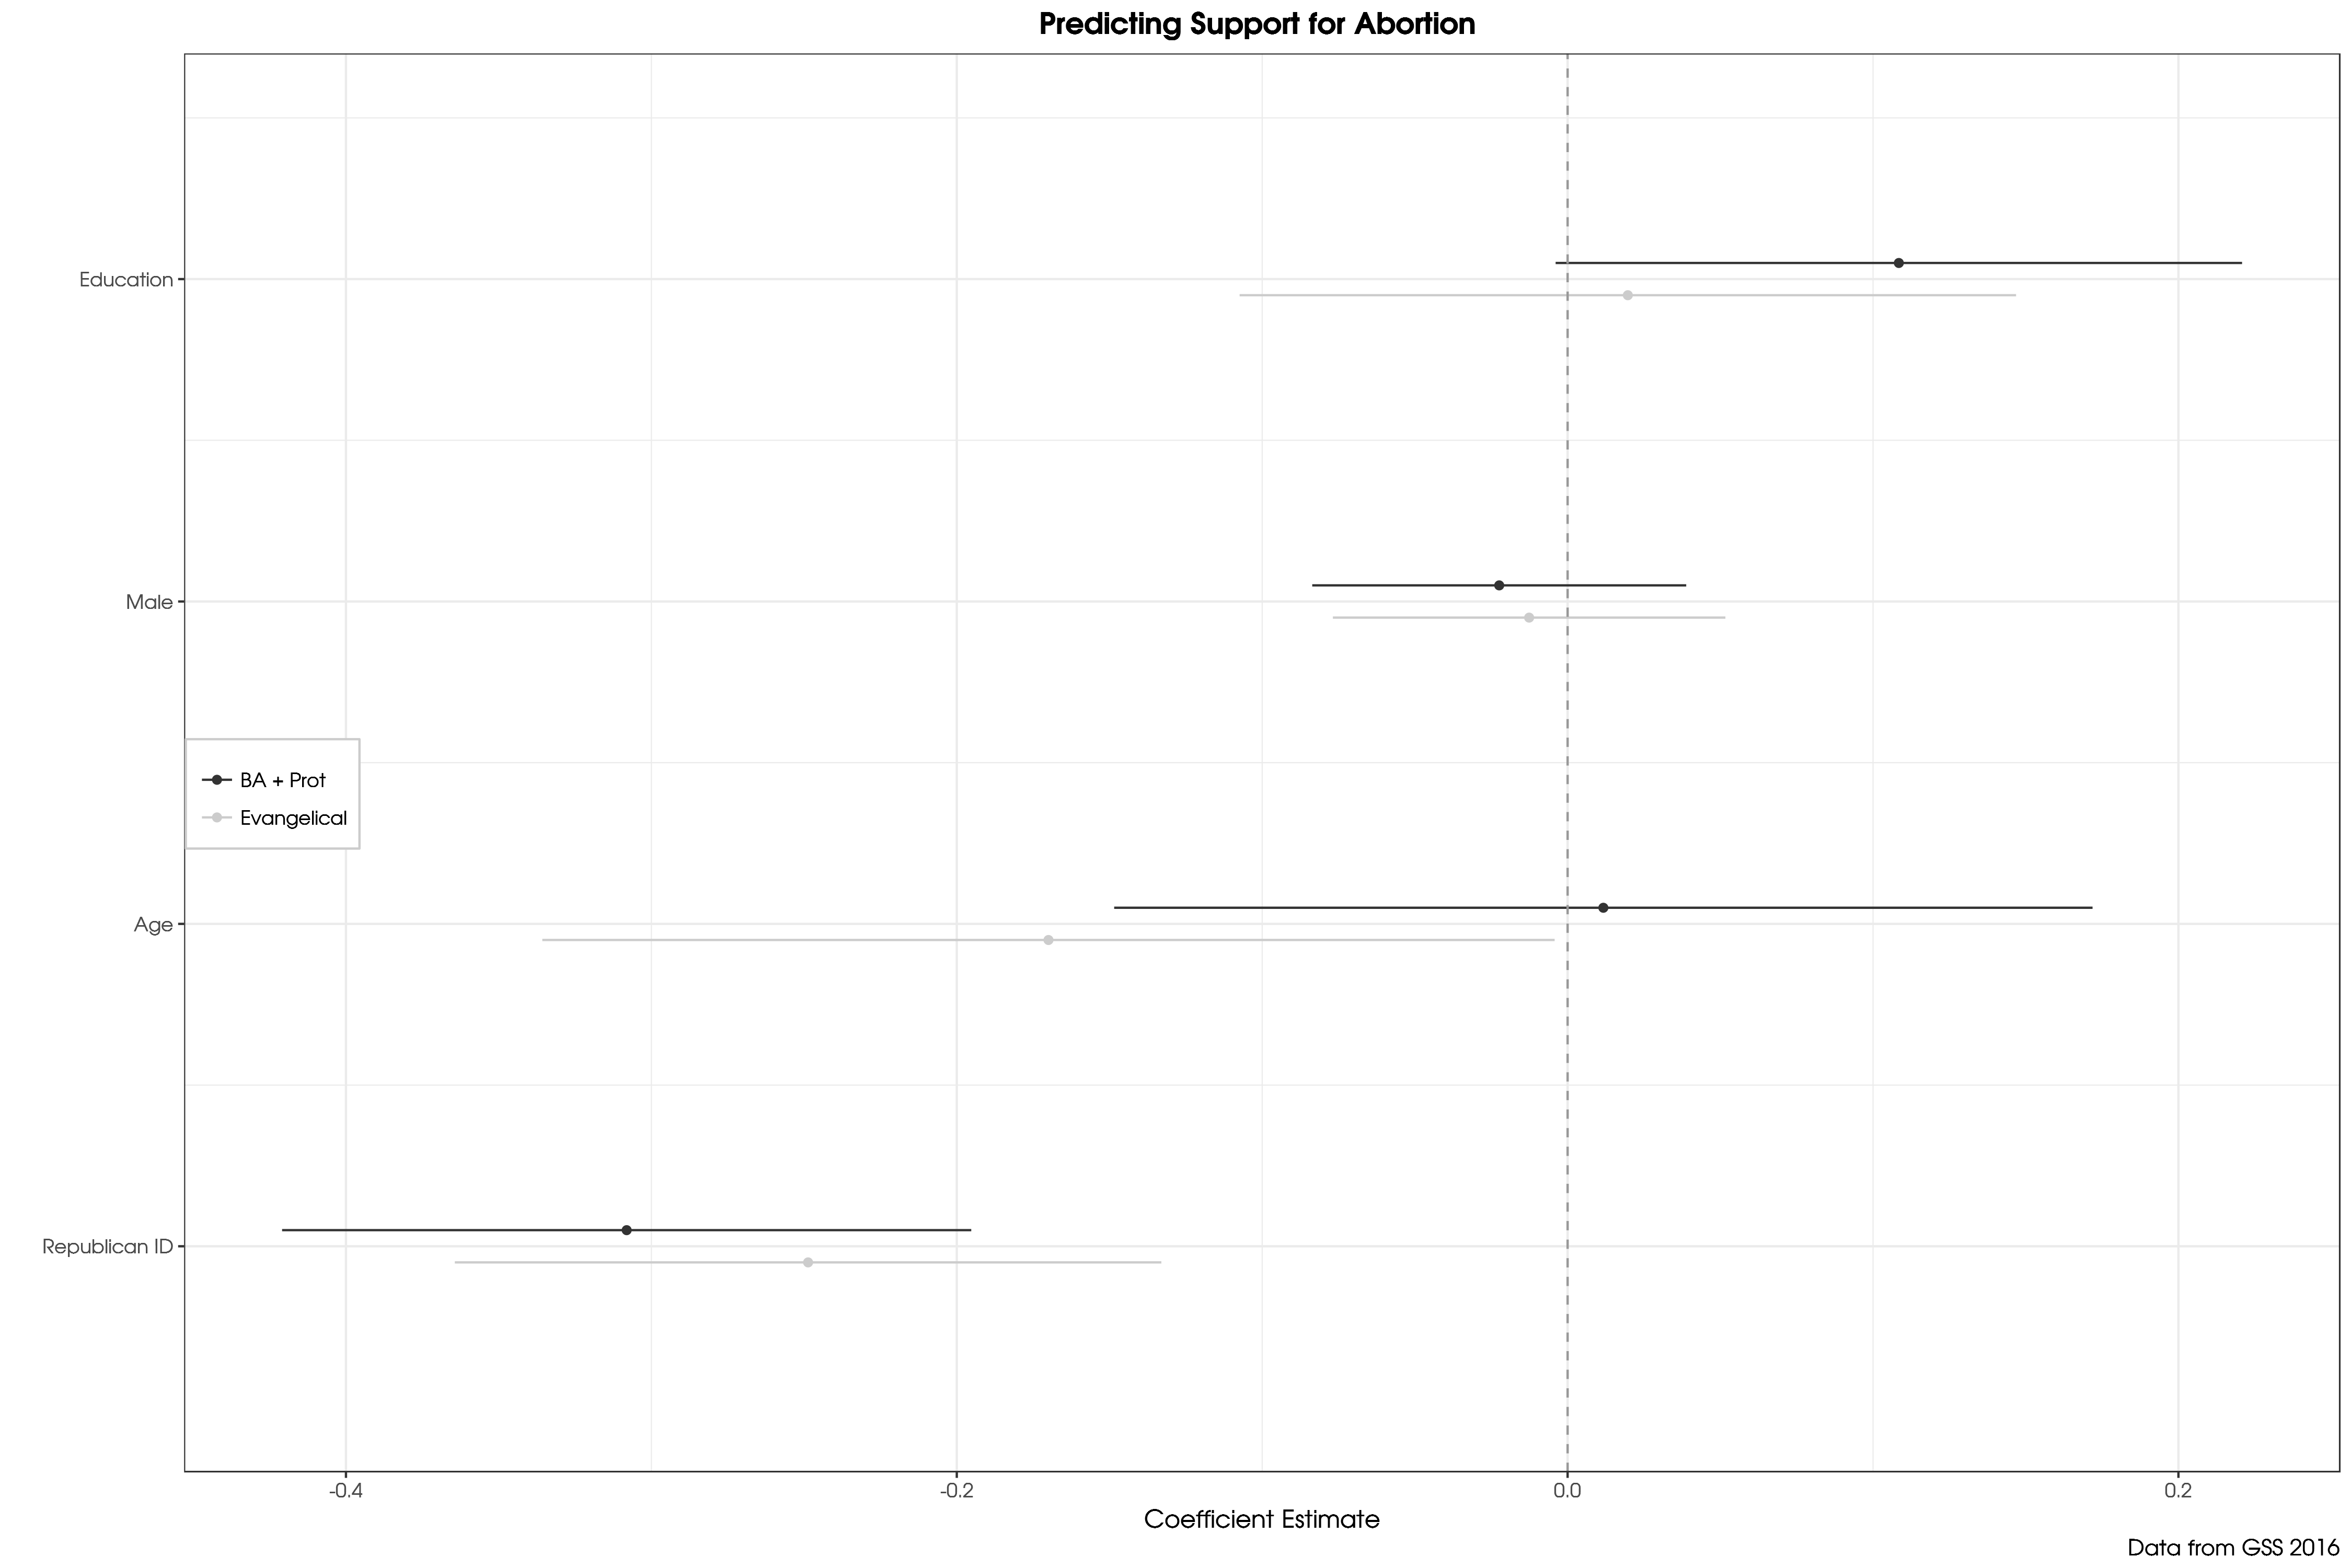 Predicting Support for Abortion
Education
Male
BA + Prot
Evangelical
Age
Republican ID
-0.4
-0.2
0.0
0.2
Coefficient Estimate
Data from GSS 2016